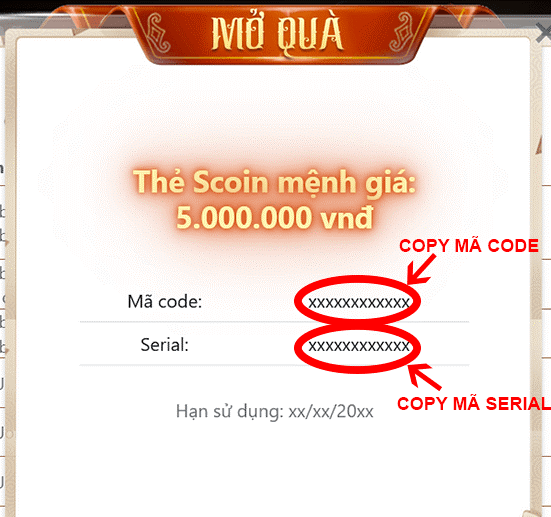 MỞ QUÀ
Thẻ Scoin mệnh giá:
5.000.000 vnđ
COPY MÃ CODE
Mã code: xxxxxxxxxxxx
Serial: xxxxxxxxxxxx
COPY MÃ SERIAL
Hạn sử dụng: xx/xx/20xx